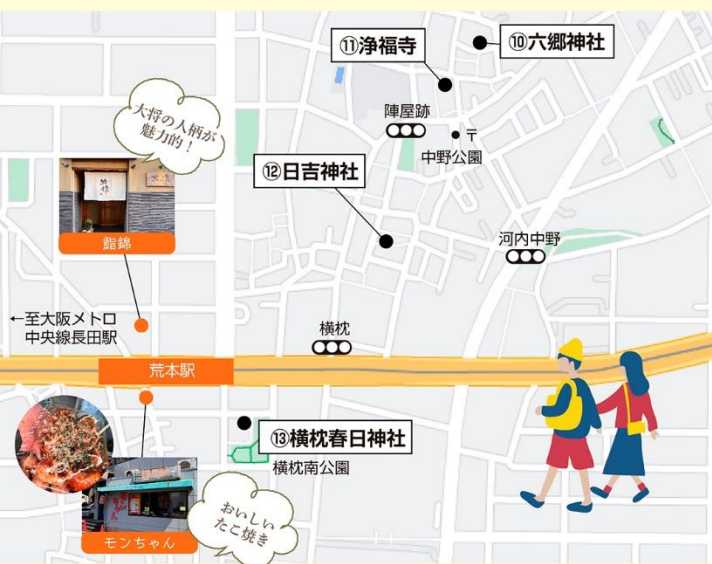 ⑪浄福寺
⑩六郷神社
陣屋跡
〒
中野公園
大将の人柄が
魅力的！
⑫日吉神社
鮨錦
河内中野
←至大阪メトロ
中央線長田駅
横枕
荒本駅
⑬横枕春日神社
横枕南公園
おいしい
たこ焼き
モンちゃん